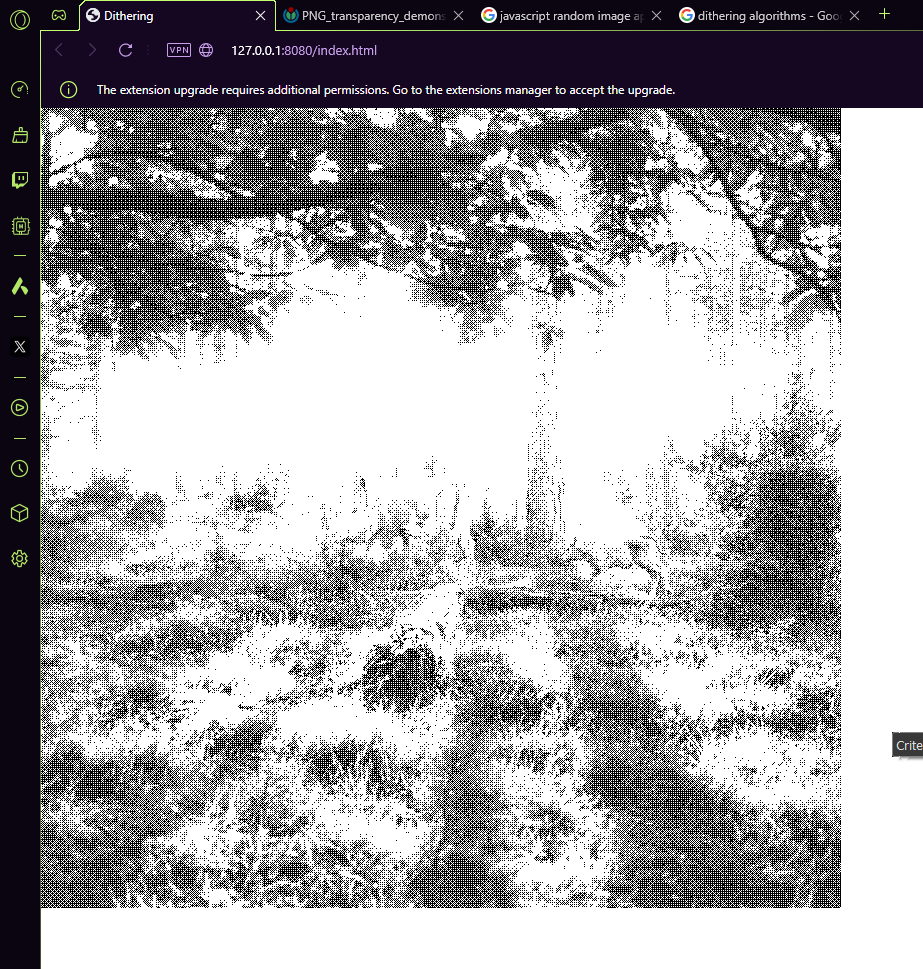 Dithering
PNG_transparency_demons
javascript random image ap
dithering algorithms - Goo
VPN
127.0.0.1:8080/index.html
The extension upgrade requires additional permissions. Go to the extensions manager to accept the upgrade.
Crite